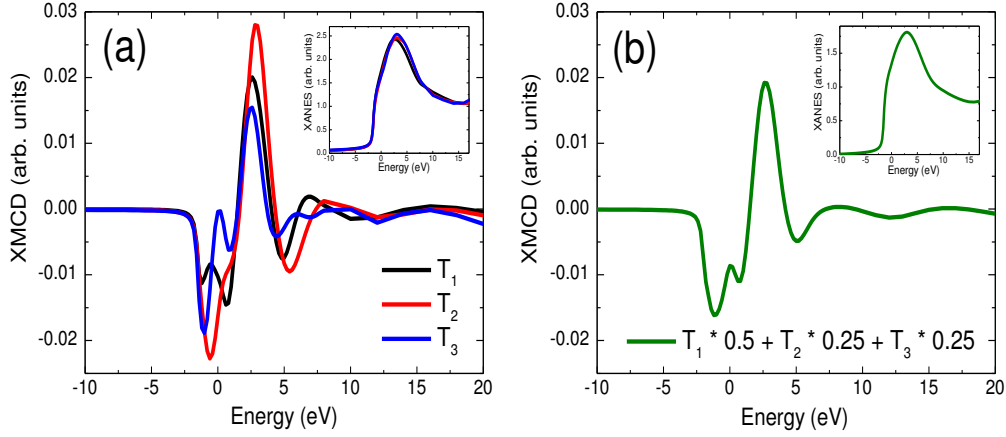 (a)
XMCD (arb. units)
0.03
0.02
0.01
0.00
-0.01
-0.02
-10 -5 0 5 10 15 20
Energy (eV)
T1
T2
T3
XANES (arb. units)
2.5
2.0
1.5
1.0
0.5
0.0
-10 -5 0 5 10 15
Energy (eV)
(b)
XMCD (arb. units)
0.03
0.02
0.01
0.00
-0.01
-0.02
-10 -5 0 5 10 15 20
Energy (eV)
T1 * 0.5 + T2 * 0.25 + T3 * 0.25
XANES (arb. units)
1.5
1.0
0.5
0.0
-10 -5 0 5 10 15
Energy (eV)